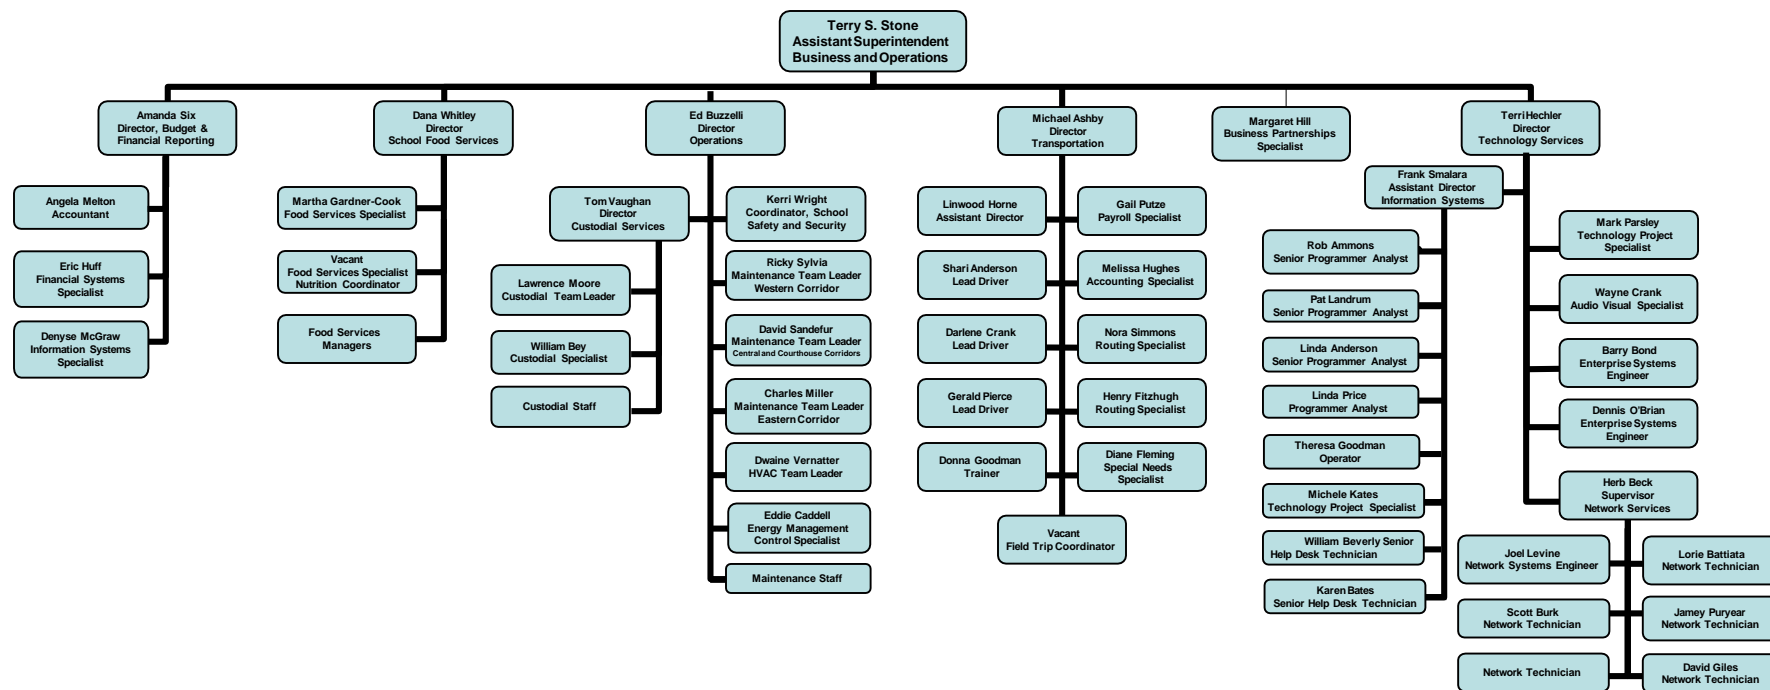 Terry S. Stone
Assistant Superintendent
Business and Operations
Amanda Six
Director, Budget &
Financial Reporting
Angela Melton
Accountant
Eric Huff
Financial Systems
Specialist
Denyse McGraw
Information Systems
Specialist
Dana Whitley
Director
School Food Services
Martha Gardner-Cook
Food Services Specialist
Vacant
Food Services Specialist
Nutrition Coordinator
Food Services
Managers
Ed Buzzelli
Director
Operations
Tom Vaughan
Director
Custodial Services
Lawrence Moore
Custodial Team Leader
William Bey
Custodial Specialist
Custodial Staff
Kerri Wright
Coordinator, School
Safety and Security
Ricky Sylvia
Maintenance Team Leader
Western Corridor
David Sandefur
Maintenance Team Leader
Central and Courthouse Corridors
Charles Miller
Maintenance Team Leader
Eastern Corridor
Dwaine Vernatter
HVAC Team Leader
Eddie Caddell
Energy Management
Control Specialist
Maintenance Staff
Michael Ashby
Director
Transportation
Linwood Horne
Assistant Director
Shari Anderson
Lead Driver
Darlene Crank
Lead Driver
Gerald Pierce
Lead Driver
Donna Goodman
Trainer
Gail Putze
Payroll Specialist
Melissa Hughes
Accounting Specialist
Nora Simmons
Routing Specialist
Henry Fitzhugh
Routing Specialist
Diane Fleming
Special Needs
Specialist
Vacant
Field Trip Coordinator
Margaret Hill
Business Partnerships
Specialist
Terri Hechler
Director
Technology Services
Frank Smalara
Assistant Director
Information Systems
Rob Ammons
Senior Programmer Analyst
Pat Landrum
Senior Programmer Analyst
Linda Anderson
Senior Programmer Analyst
Linda Price
Programmer Analyst
Theresa Goodman
Operator
Michele Kates
Technology Project Specialist
William Beverly Senior
Help Desk Technician
Karen Bates
Senior Help Desk Technician
Mark Parsley
Technology Project
Specialist
Wayne Crank
Audio Visual Specialist
Barry Bond
Enterprise Systems
Engineer
Dennis O'Brian
Enterprise Systems
Engineer
Herb Beck
Supervisor
Network Services
Joel Levine
Network Systems Engineer
Scott Burk
Network Technician
Network Technician
Lorie Battiata
Network Technician
Jamey Puryear
Network Technician
David Giles
Network Technician